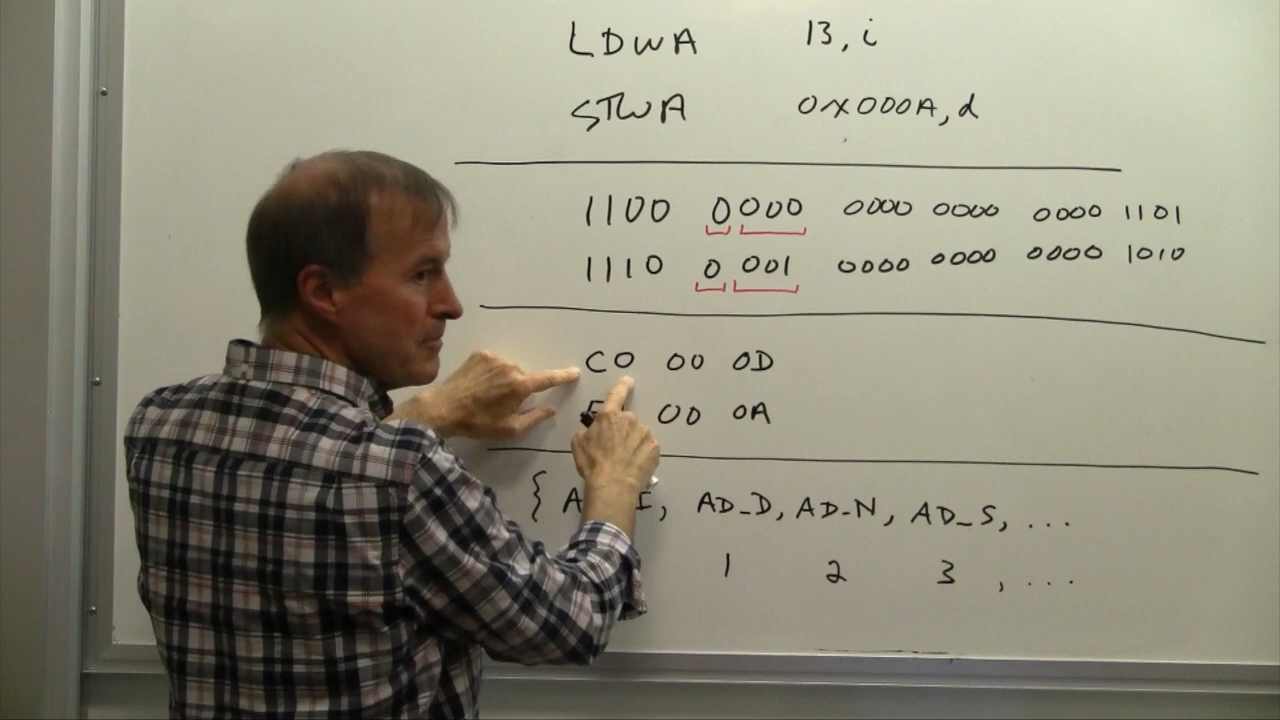 LDWA 13, i
STWA 0x000A, d
1100 0000 0000 0000 0000 1101
1110 0001 0000 0000 0000 1010
C0 00 0D
00 0A
{ AD_D, AD_N, AD_S, ...
1 2 3 , ...